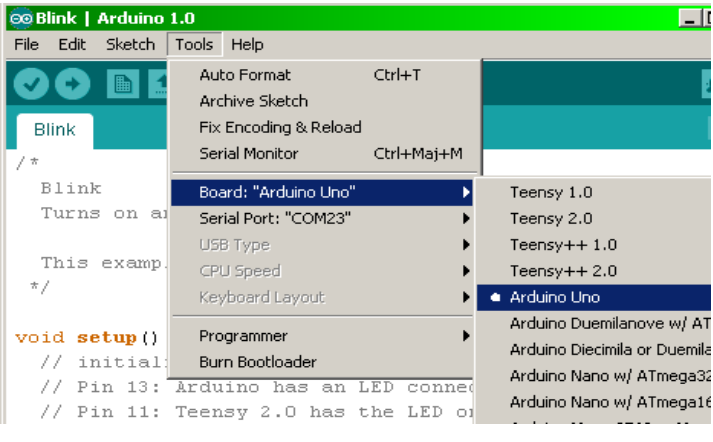 Blink | Arduino 1.0
File Edit Sketch Tools Help
Auto Format Ctrl+T
Archive Sketch
Fix Encoding & Reload
Serial Monitor Ctrl+Maj+M
Board: "Arduino Uno"
Serial Port: "COM23"
USB Type
CPU Speed
Keyboard Layout
Programmer
Burn Bootloader
Teensy 1.0
Teensy 2.0
Teensy++ 1.0
Teensy++ 2.0
Arduino Uno
Arduino Duemilanove w/ AT
Arduino Diecimila or Duemila
Arduino Nano w/ ATmega32
Arduino Nano w/ ATmega16
Blink
/*
Blink
Turns on a
This examp
*/
void setup()
// initial
// Pin 13: Arduino has an LED connec
// Pin 11: Teensy 2.0 has the LED o